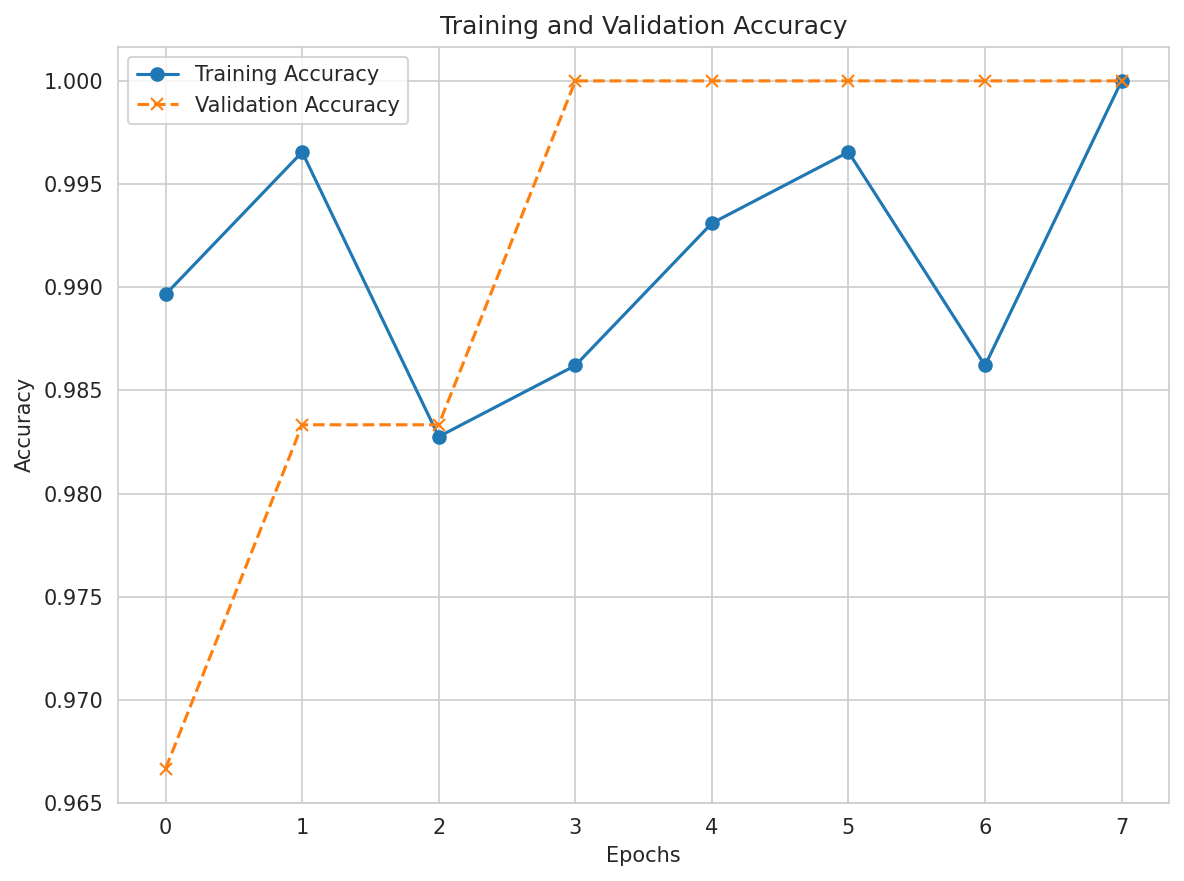 Training and Validation Accuracy
Training Accuracy
Validation Accuracy
1.000
0.995
0.990
0.985
0.980
0.975
0.970
0.965
Accuracy
0 1 2 3 4 5 6 7
Epochs